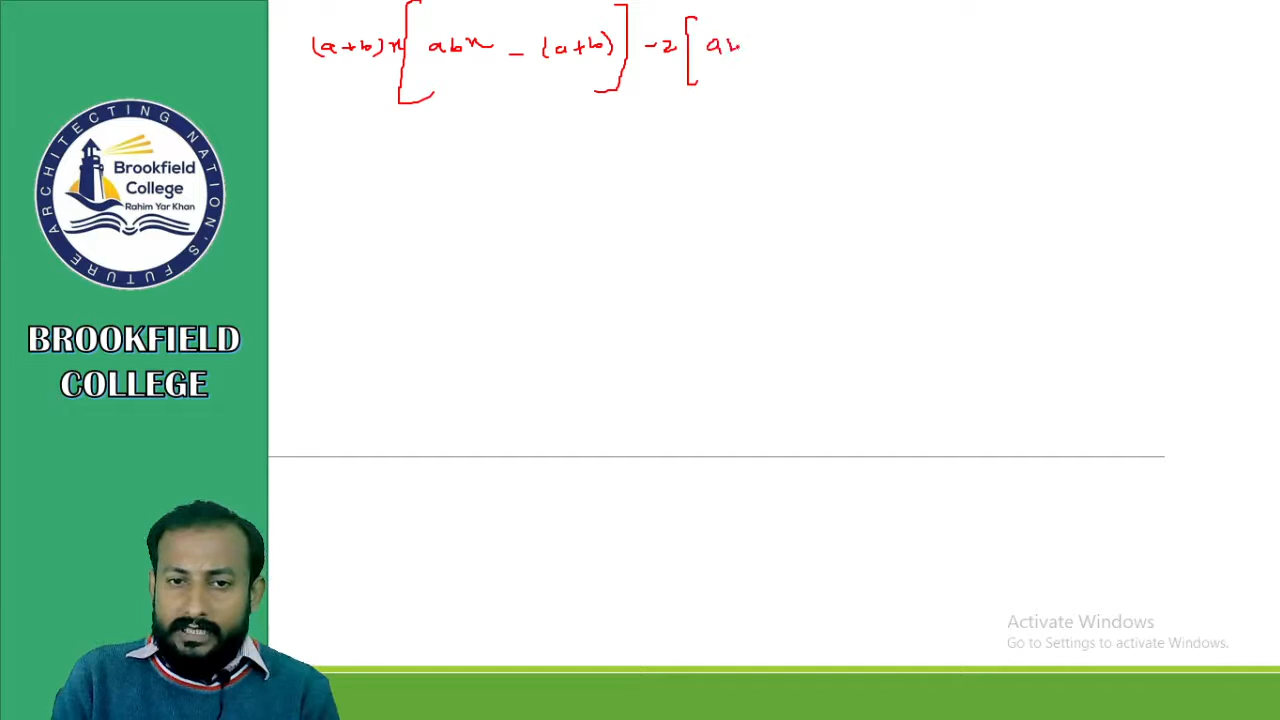 (a+b)x[abx - (a+b)] -2[ab
ARCHITECTING NATION'S FUTURE
Brookfield
College
Rahim Yar Khan
BROOKFIELD
COLLEGE
Activate Windows
Go to Settings to activate Windows.